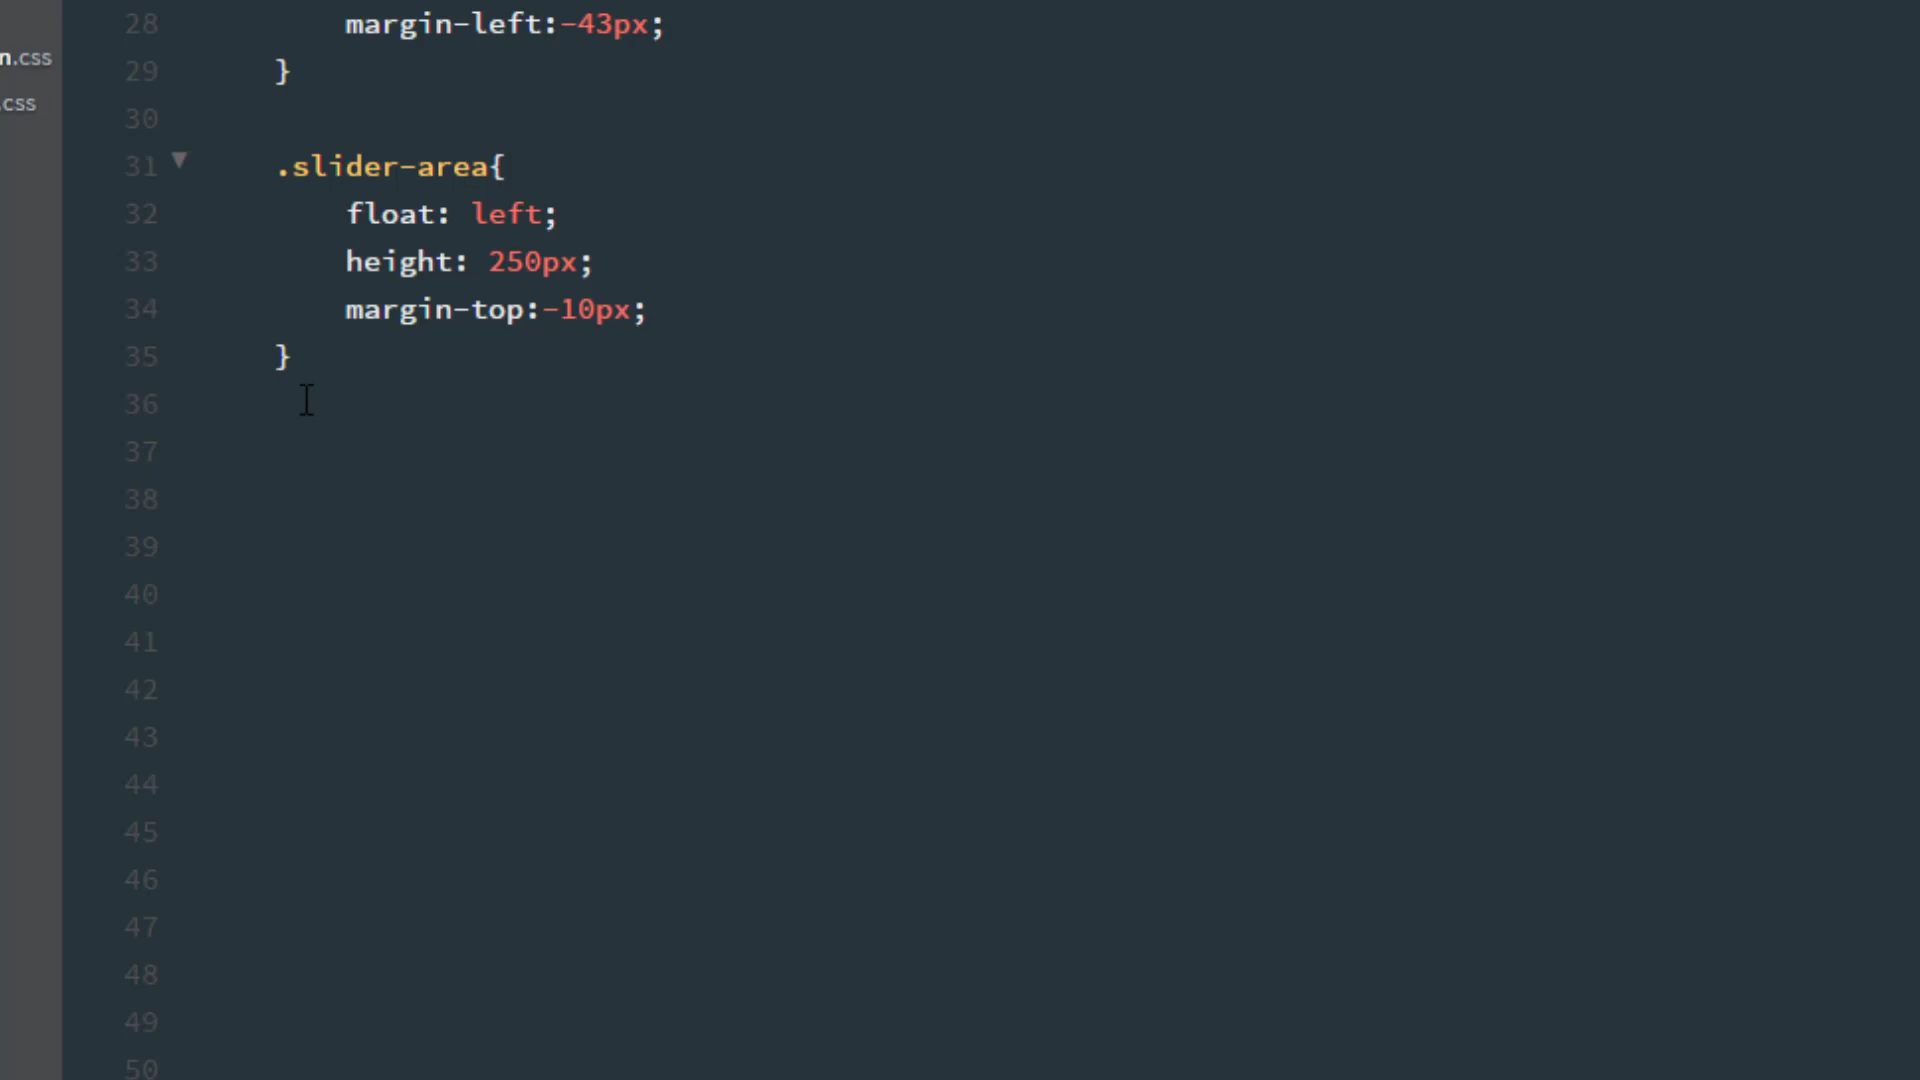 n.css
.css
28 margin-left:-43px;
29 }
30
31 .slider-area{
32 float: left;
33 height: 250px;
34 margin-top:-10px;
35 }
36
37
38
39
40
41
42
43
44
45
46
47
48
49
50